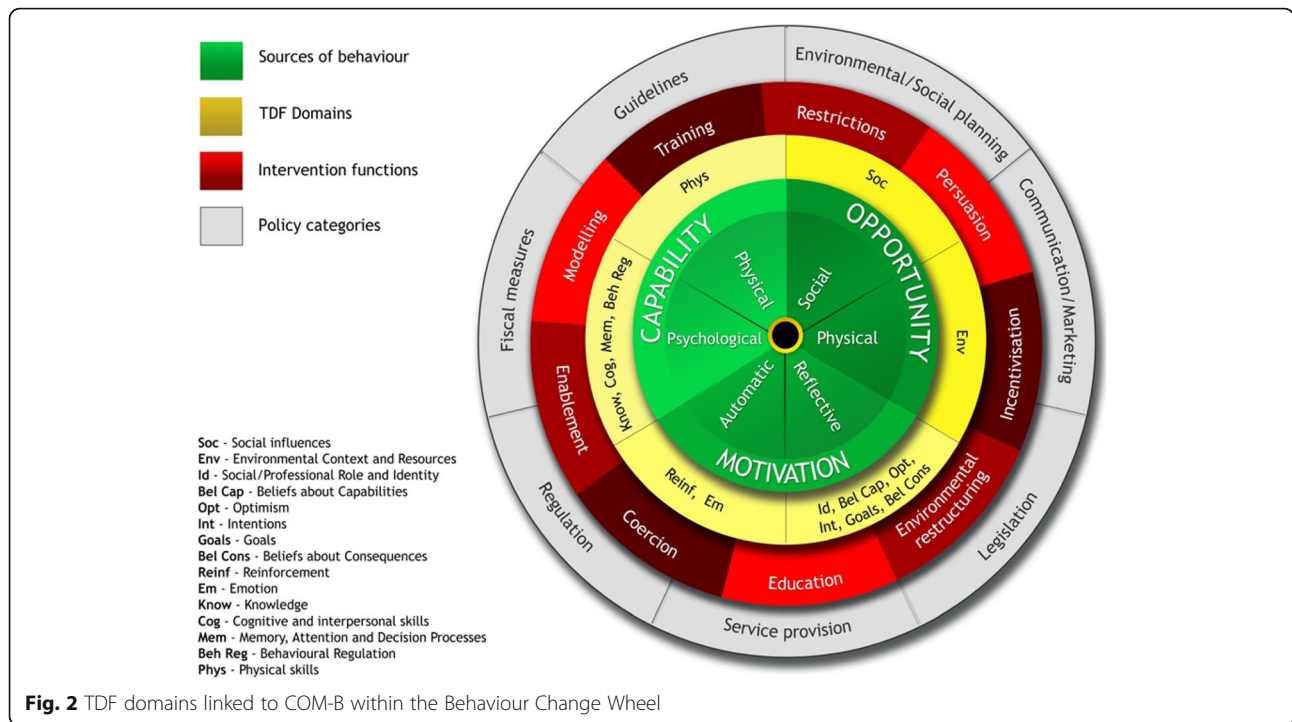 Sources of behaviour
TDF Domains
Intervention functions
Policy categories
Guidelines
Environmental/Social planning
Communication/Marketing
Legislation
Service provision
Regulation
Fiscal measures
Training
Restrictions
Persuasion
Incentivisation
Environmental
restructuring
Education
Coercion
Enablement
Modelling
Phys
Soc
Env
Id, Bel Cap, Opt,
Int, Goals, Bel Cons
Reinf, Em
Know, Cog, Mem, Beh Reg
CAPABILITY
OPPORTUNITY
MOTIVATION
Physical
Social
Physical
Reflective
Automatic
Psychological
Soc - Social influences
Env - Environmental Context and Resources
Id - Social/Professional Role and Identity
Bel Cap - Beliefs about Capabilities
Opt - Optimism
Int - Intentions
Goals - Goals
Bel Cons - Beliefs about Consequences
Reinf - Reinforcement
Em - Emotion
Know - Knowledge
Cog - Cognitive and interpersonal skills
Mem - Memory, Attention and Decision Processes
Beh Reg - Behavioural Regulation
Phys - Physical skills
Fig. 2 TDF domains linked to COM-B within the Behaviour Change Wheel